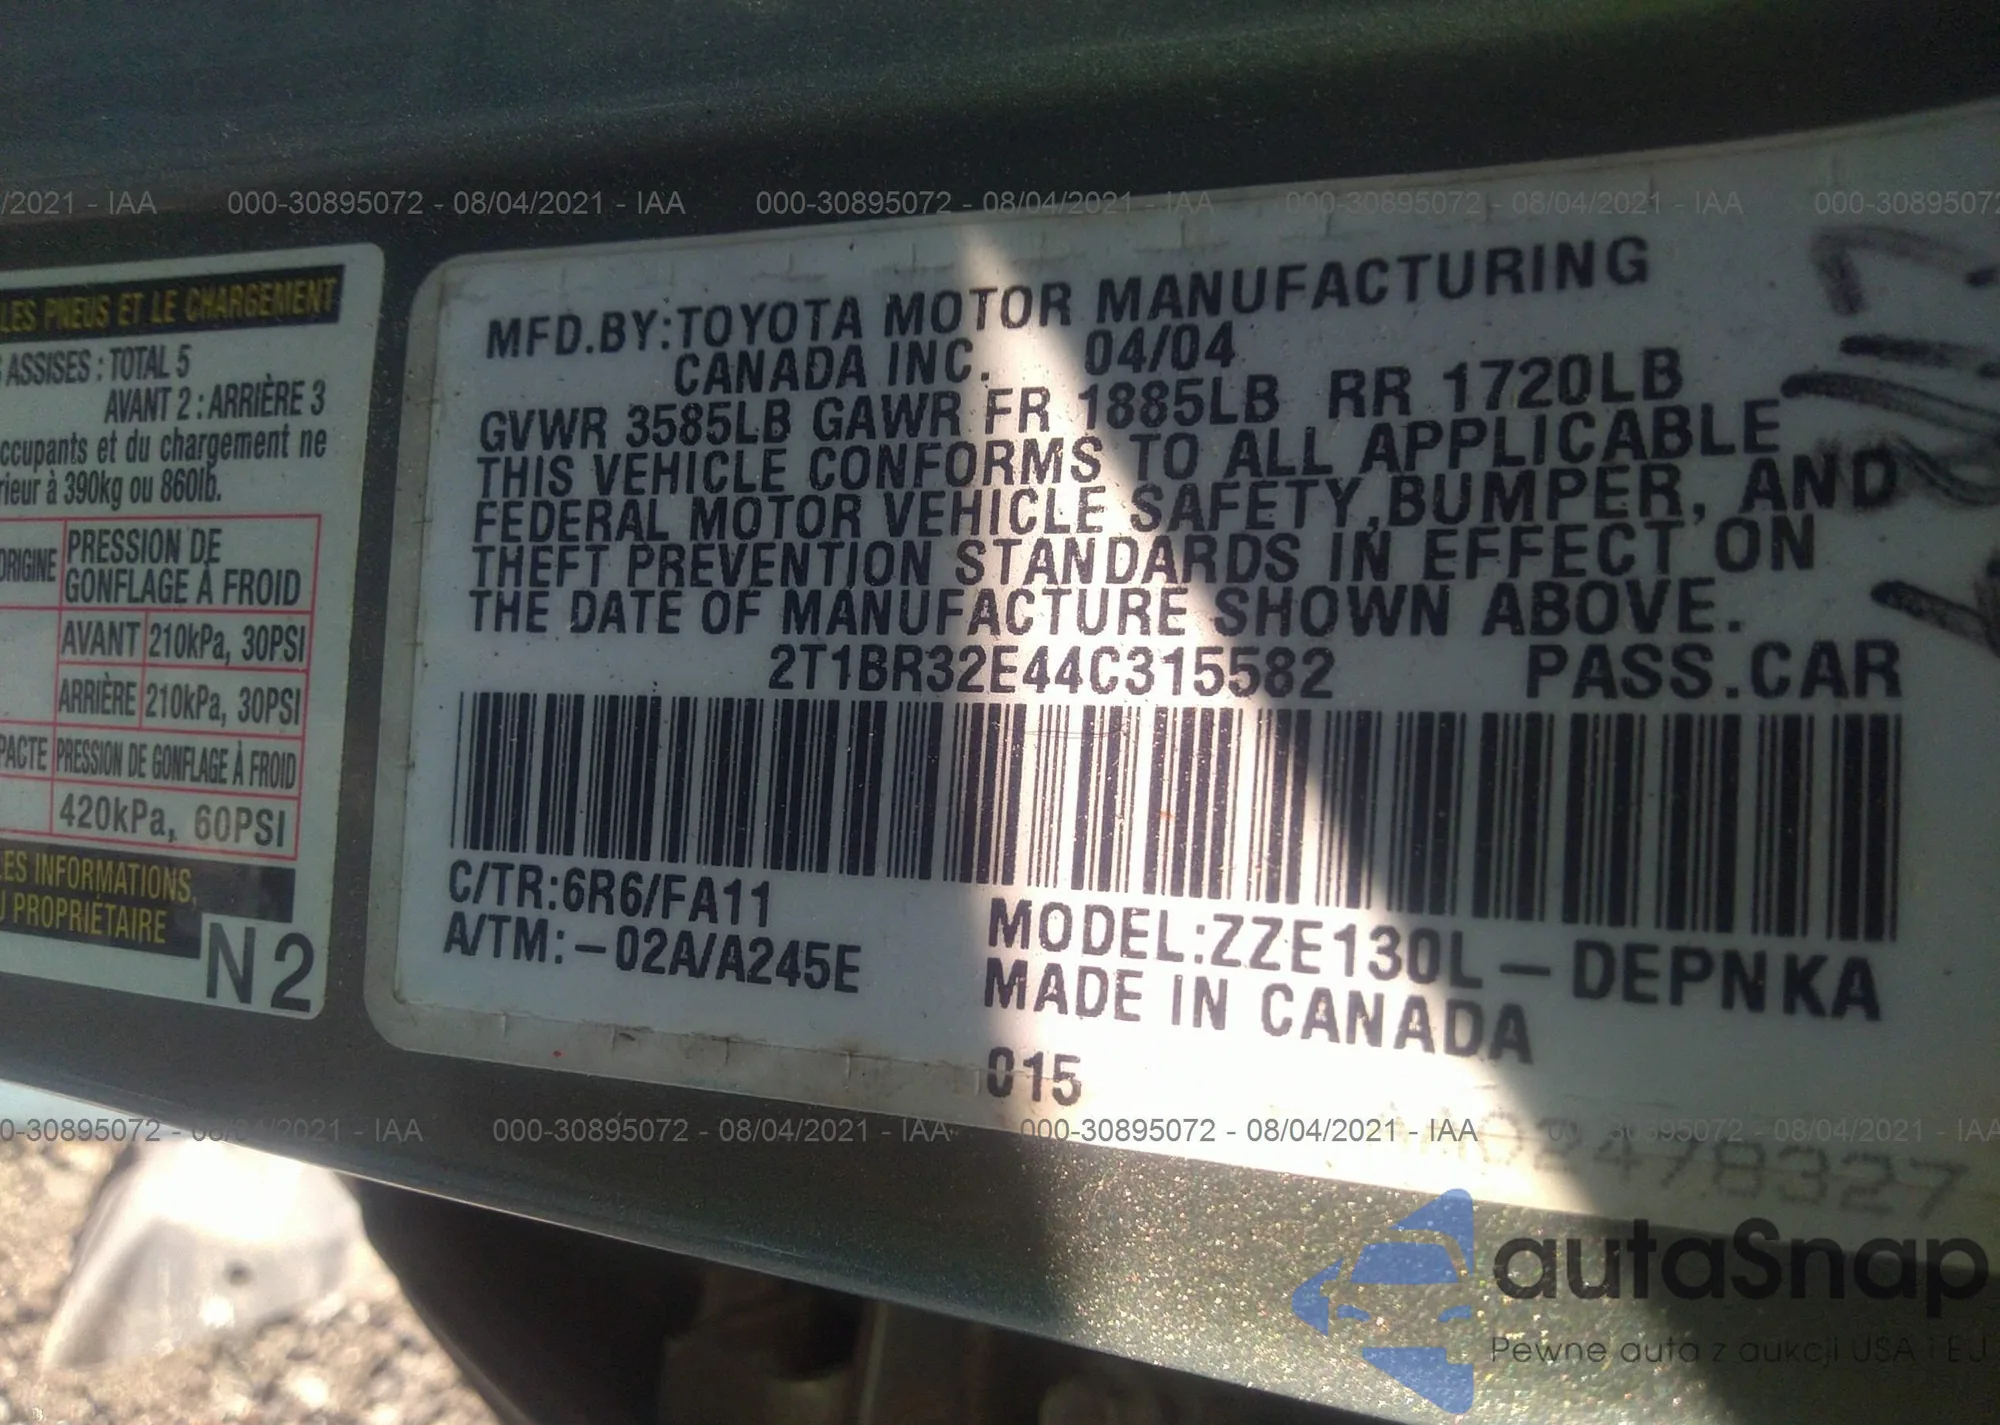 /2021 - IAA 000-30895072 - 08/04/2021 - IAA 000-30895072 - 08/04/2021 - IAA 000-30895072 - 08/04/2021 - IAA 000-3089507
LES PNEUS ET LE CHARGEMENT
ASSISES : TOTAL 5
AVANT 2 : ARRIÈRE 3
ccupants et du chargement ne
rieur à 390kg ou 860lb.
ORIGINE PRESSION DE
GONFLAGE À FROID
AVANT 210kPa, 30PSI
ARRIÈRE 210kPa, 30PSI
PACTE PRESSION DE GONFLAGE À FROID
420kPa, 60PSI
LES INFORMATIONS,
U PROPRIÉTAIRE
N2
MFD.BY:TOYOTA MOTOR MANUFACTURING
CANADA INC. 04/04
GVWR 3585LB GAWR FR 1885LB RR 1720LB
THIS VEHICLE CONFORMS TO ALL APPLICABLE
FEDERAL MOTOR VEHICLE SAFETY,BUMPER, AND
THEFT PREVENTION STANDARDS IN EFFECT ON
THE DATE OF MANUFACTURE SHOWN ABOVE.
2T1BR32E44C315582 PASS.CAR
C/TR:6R6/FA11
A/TM:-02A/A245E
MODEL:ZZE130L-DEPNKA
MADE IN CANADA
015
0-30895072 - 08/04/2021 - IAA 000-30895072 - 08/04/2021 - IAA 000-30895072 - 08/04/2021 - IAA 000-30895072 - 08/04/2021 - IAA
autaSnap
Pewne auta z aukcji USA i EU